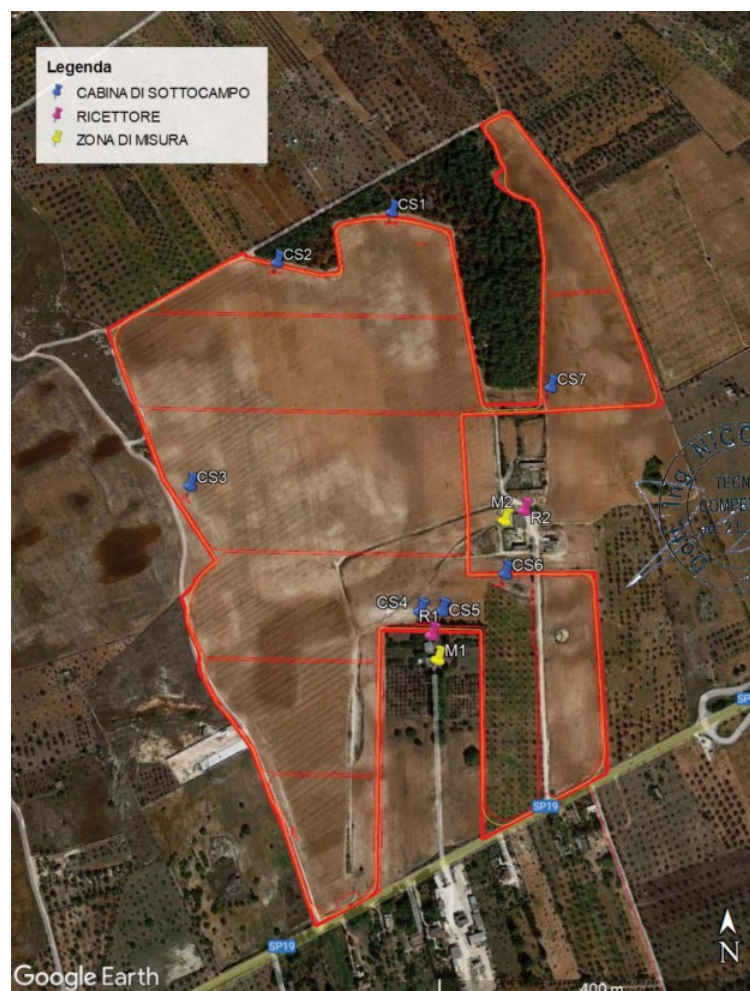 Legenda
CABINA DI SOTTOCAMPO
RICETTORE
ZONA DI MISURA
CS1
CS2
CS7
CS3
M2
R2
CS6
CS4
CS5
R1
M1
SP19
SP19
N
Google Earth
400 m